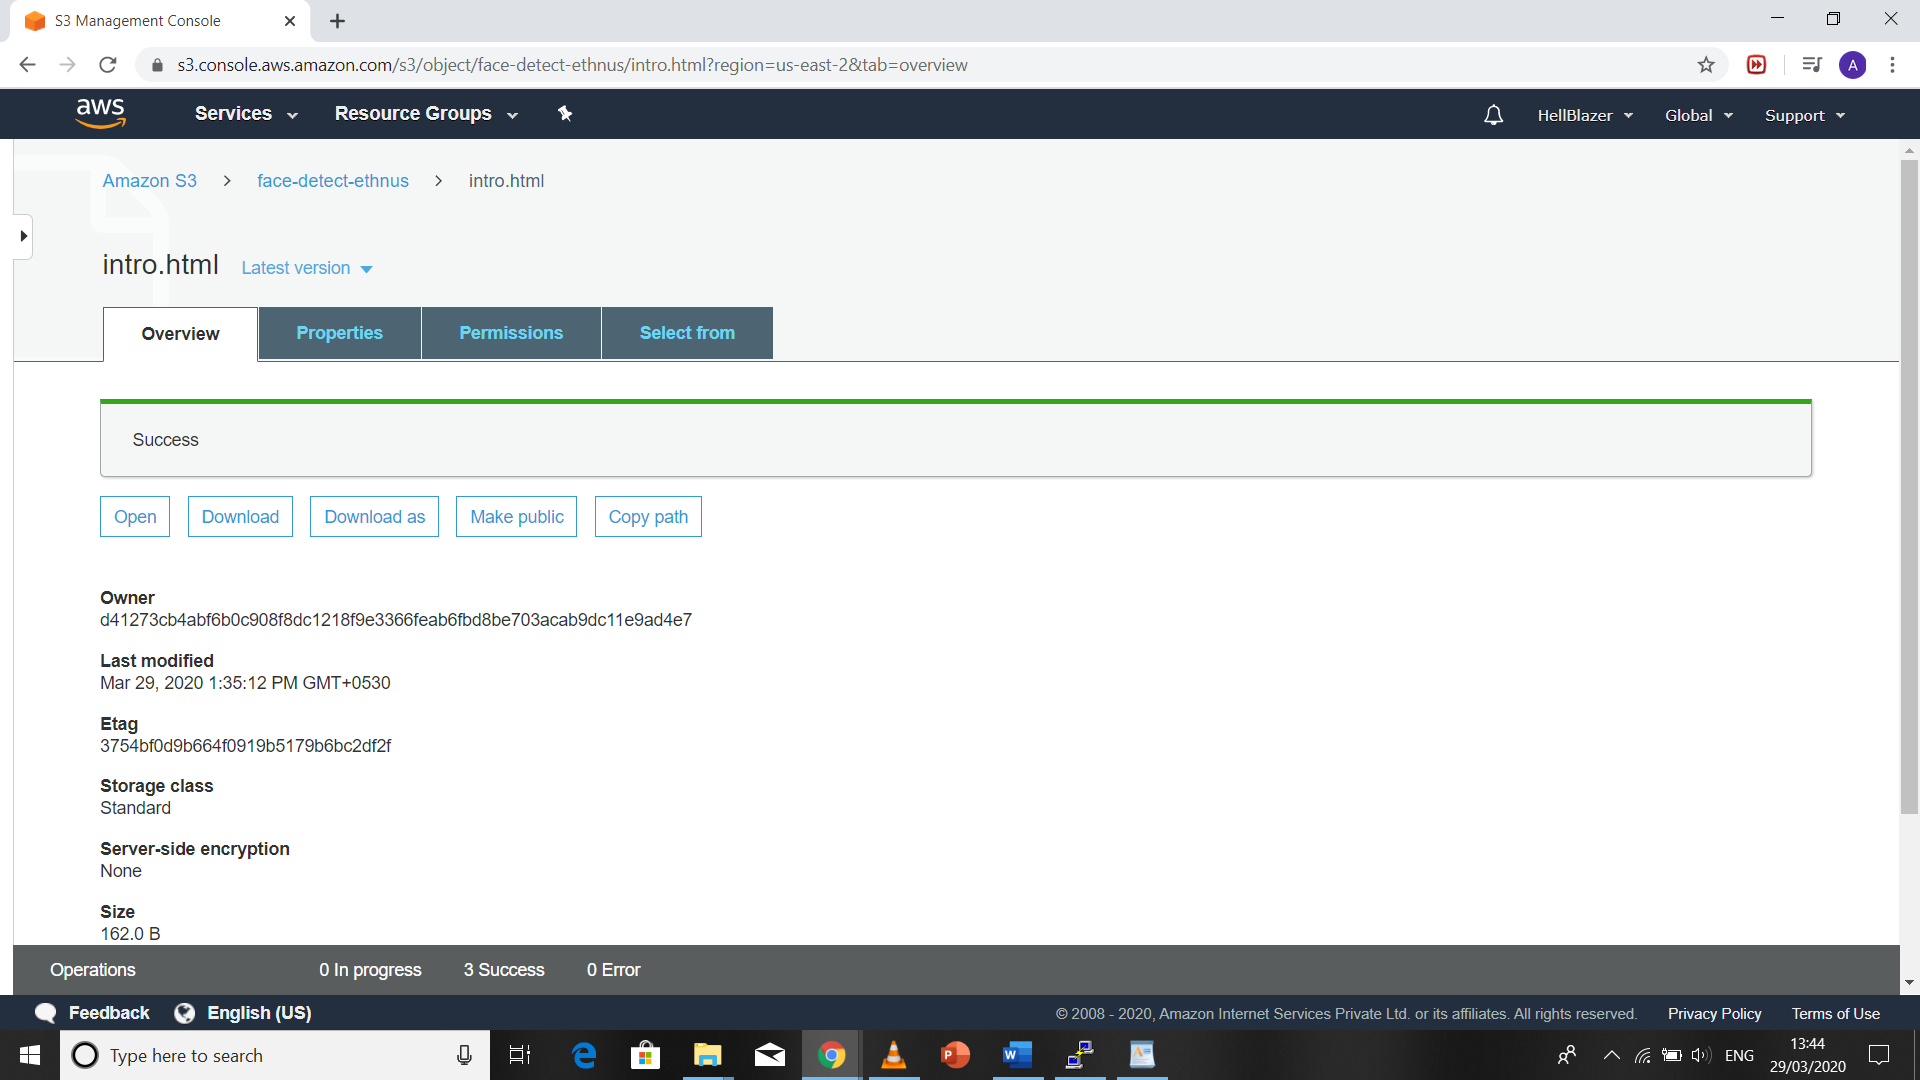 S3 Management Console
s3.console.aws.amazon.com/s3/object/face-detect-ethnus/intro.html?region=us-east-2&tab=overview
A
aws
Services
Resource Groups
HellBlazer
Global
Support
Amazon S3 > face-detect-ethnus > intro.html
intro.html Latest version
Overview
Properties
Permissions
Select from
Success
Open
Download
Download as
Make public
Copy path
Owner
d41273cb4abf6b0c908f8dc1218f9e3366feab6fbd8be703acab9dc11e9ad4e7
Last modified
Mar 29, 2020 1:35:12 PM GMT+0530
Etag
3754bf0d9b664f0919b5179b6bc2df2f
Storage class
Standard
Server-side encryption
None
Size
162.0 B
Operations 0 In progress 3 Success 0 Error
Feedback English (US)
© 2008 - 2020, Amazon Internet Services Private Ltd. or its affiliates. All rights reserved. Privacy Policy Terms of Use
Type here to search
ENG
13:44
29/03/2020